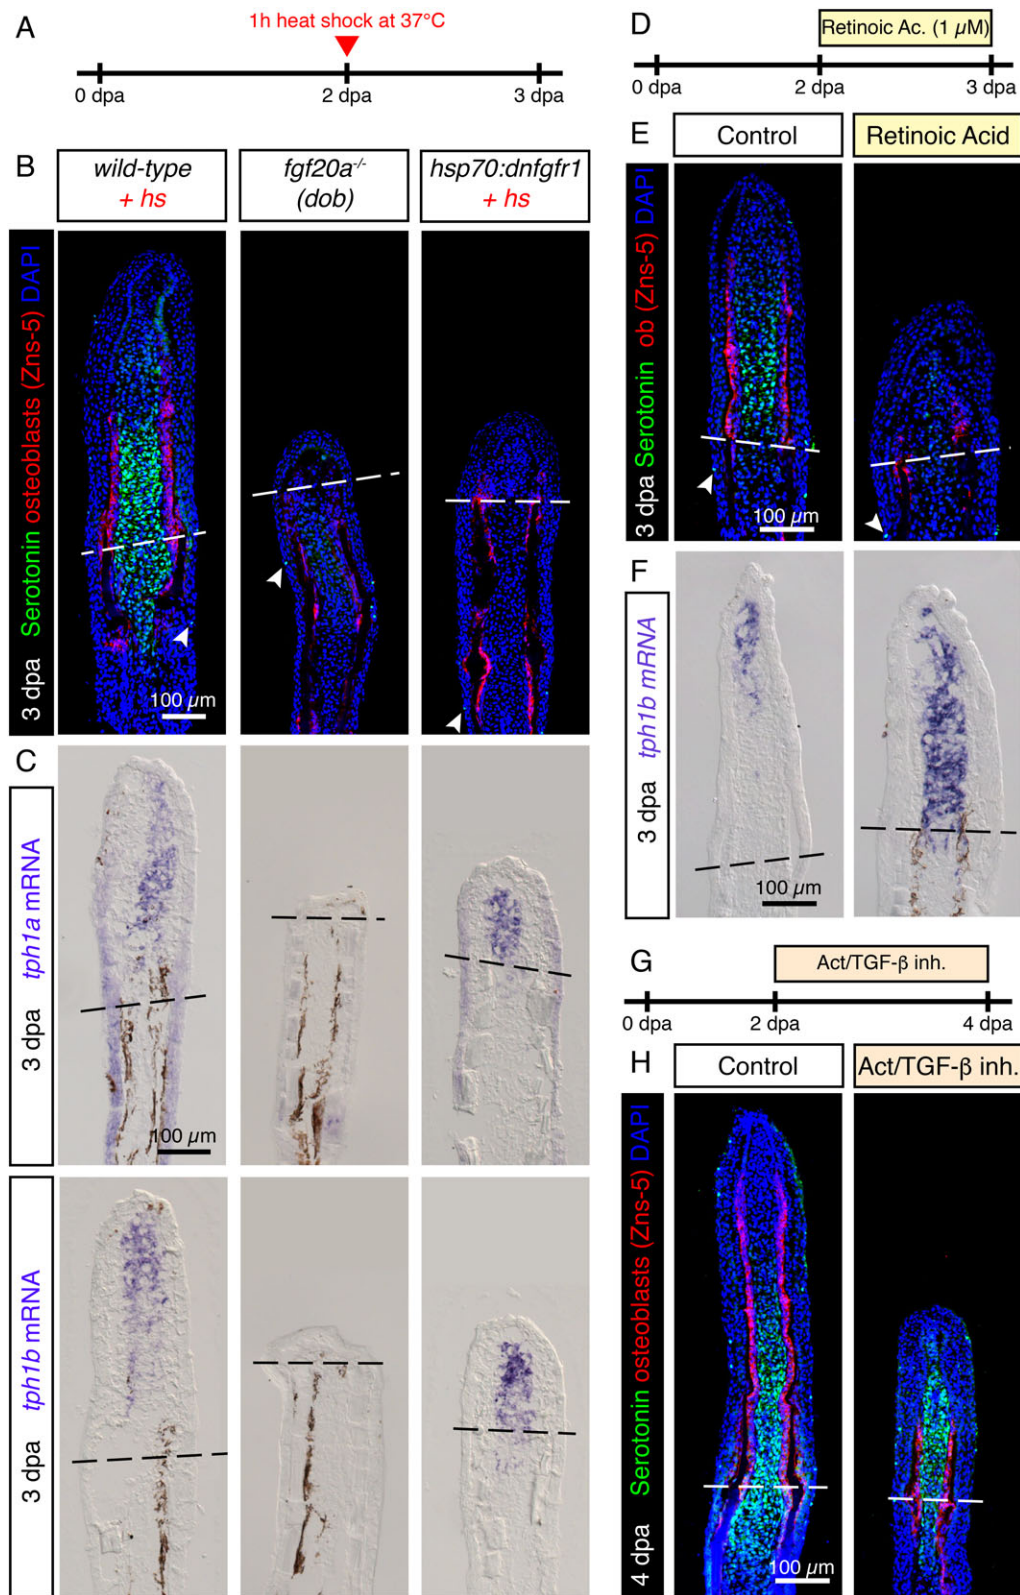 A
1h heat shock at 37°C
0 dpa
2 dpa
3 dpa
B
wild-type
+ hs
fgf20a-/-
(dob)
hsp70:dnfgfr1
+ hs
3 dpa Serotonin osteoblasts (Zns-5) DAPI
100 µm
C
3 dpa tph1a mRNA
100 µm
3 dpa tph1b mRNA
D
Retinoic Ac. (1 µM)
0 dpa
2 dpa
3 dpa
E
Control
Retinoic Acid
3 dpa Serotonin ob (Zns-5) DAPI
100 µm
F
3 dpa tph1b mRNA
100 µm
G
Act/TGF-β inh.
0 dpa
2 dpa
4 dpa
H
Control
Act/TGF-β inh.
4 dpa Serotonin osteoblasts (Zns-5) DAPI
100 µm